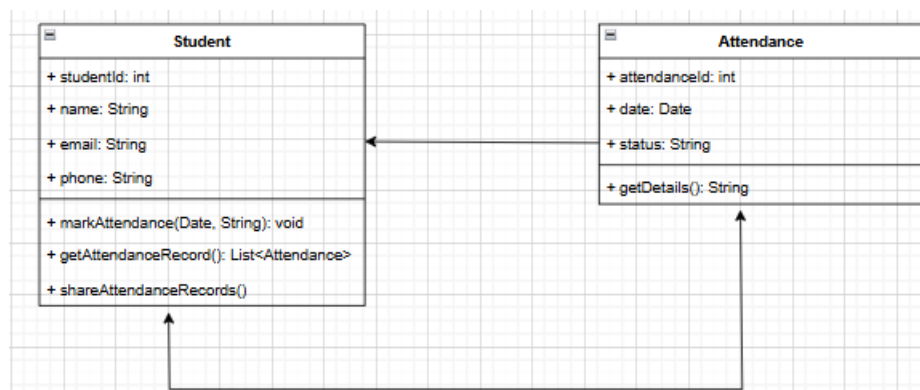 Student
+ studentId: int
+ name: String
+ email: String
+ phone: String
+ markAttendance(Date, String): void
+ getAttendanceRecord(): List<Attendance>
+ shareAttendanceRecords()
Attendance
+ attendanceId: int
+ date: Date
+ status: String
+ getDetails(): String